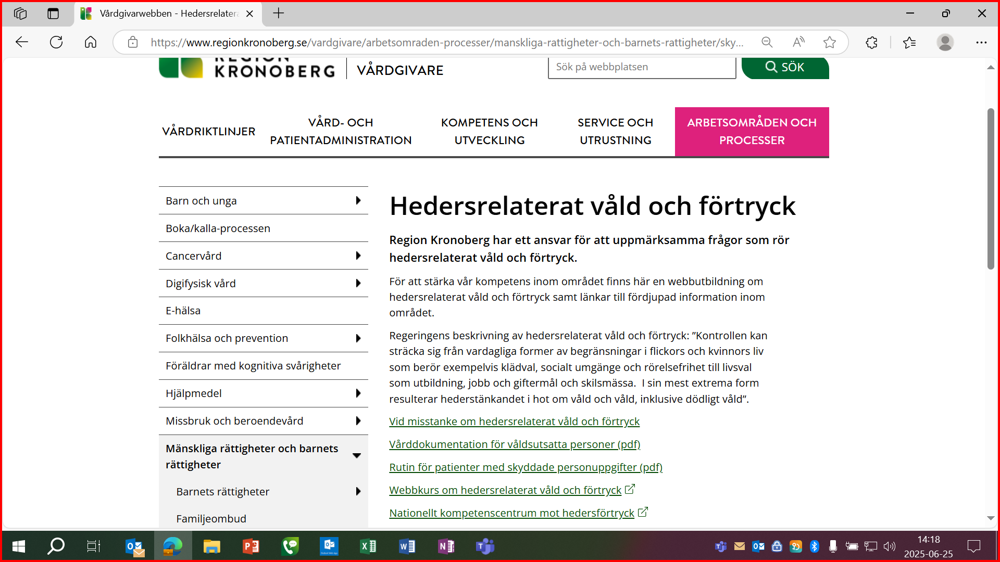 Vårdgivarwebben - Hedersrelatera
https://www.regionkronoberg.se/vardgivare/arbetsomraden-processer/manskliga-rattigheter-och-barnets-rattigheter/sky...
REGION
KRONOBERG
VÅRDGIVARE
Sök på webbplatsen
SÖK
VÅRDRIKTLINJER
VÅRD- OCH
PATIENTADMINISTRATION
KOMPETENS OCH
UTVECKLING
SERVICE OCH
UTRUSTNING
ARBETSOMRÅDEN OCH
PROCESSER
Barn och unga
Boka/kalla-processen
Cancervård
Digifysisk vård
E-hälsa
Folkhälsa och prevention
Föräldrar med kognitiva svårigheter
Hjälpmedel
Missbruk och beroendevård
Mänskliga rättigheter och barnets
rättigheter
Barnets rättigheter
Familjeombud
Hedersrelaterat våld och förtryck
Region Kronoberg har ett ansvar för att uppmärksamma frågor som rör
hedersrelaterat våld och förtryck.
För att stärka vår kompetens inom området finns här en webbutbildning om
hedersrelaterat våld och förtryck samt länkar till fördjupad information inom
området.
Regeringens beskrivning av hedersrelaterat våld och förtryck: ”Kontrollen kan
sträcka sig från vardagliga former av begränsningar i flickors och kvinnors liv
som berör exempelvis klädval, socialt umgänge och rörelsefrihet till livsval
som utbildning, jobb och giftermål och skilsmässa.  I sin mest extrema form
resulterar hederstänkandet i hot om våld och våld, inklusive dödligt våld”.
Vid misstanke om hedersrelaterat våld och förtryck
Vårddokumentation för våldsutsatta personer (pdf)
Rutin för patienter med skyddade personuppgifter (pdf)
Webbkurs om hedersrelaterat våld och förtryck
Nationellt kompetenscentrum mot hedersförtryck
14:18
2025-06-25